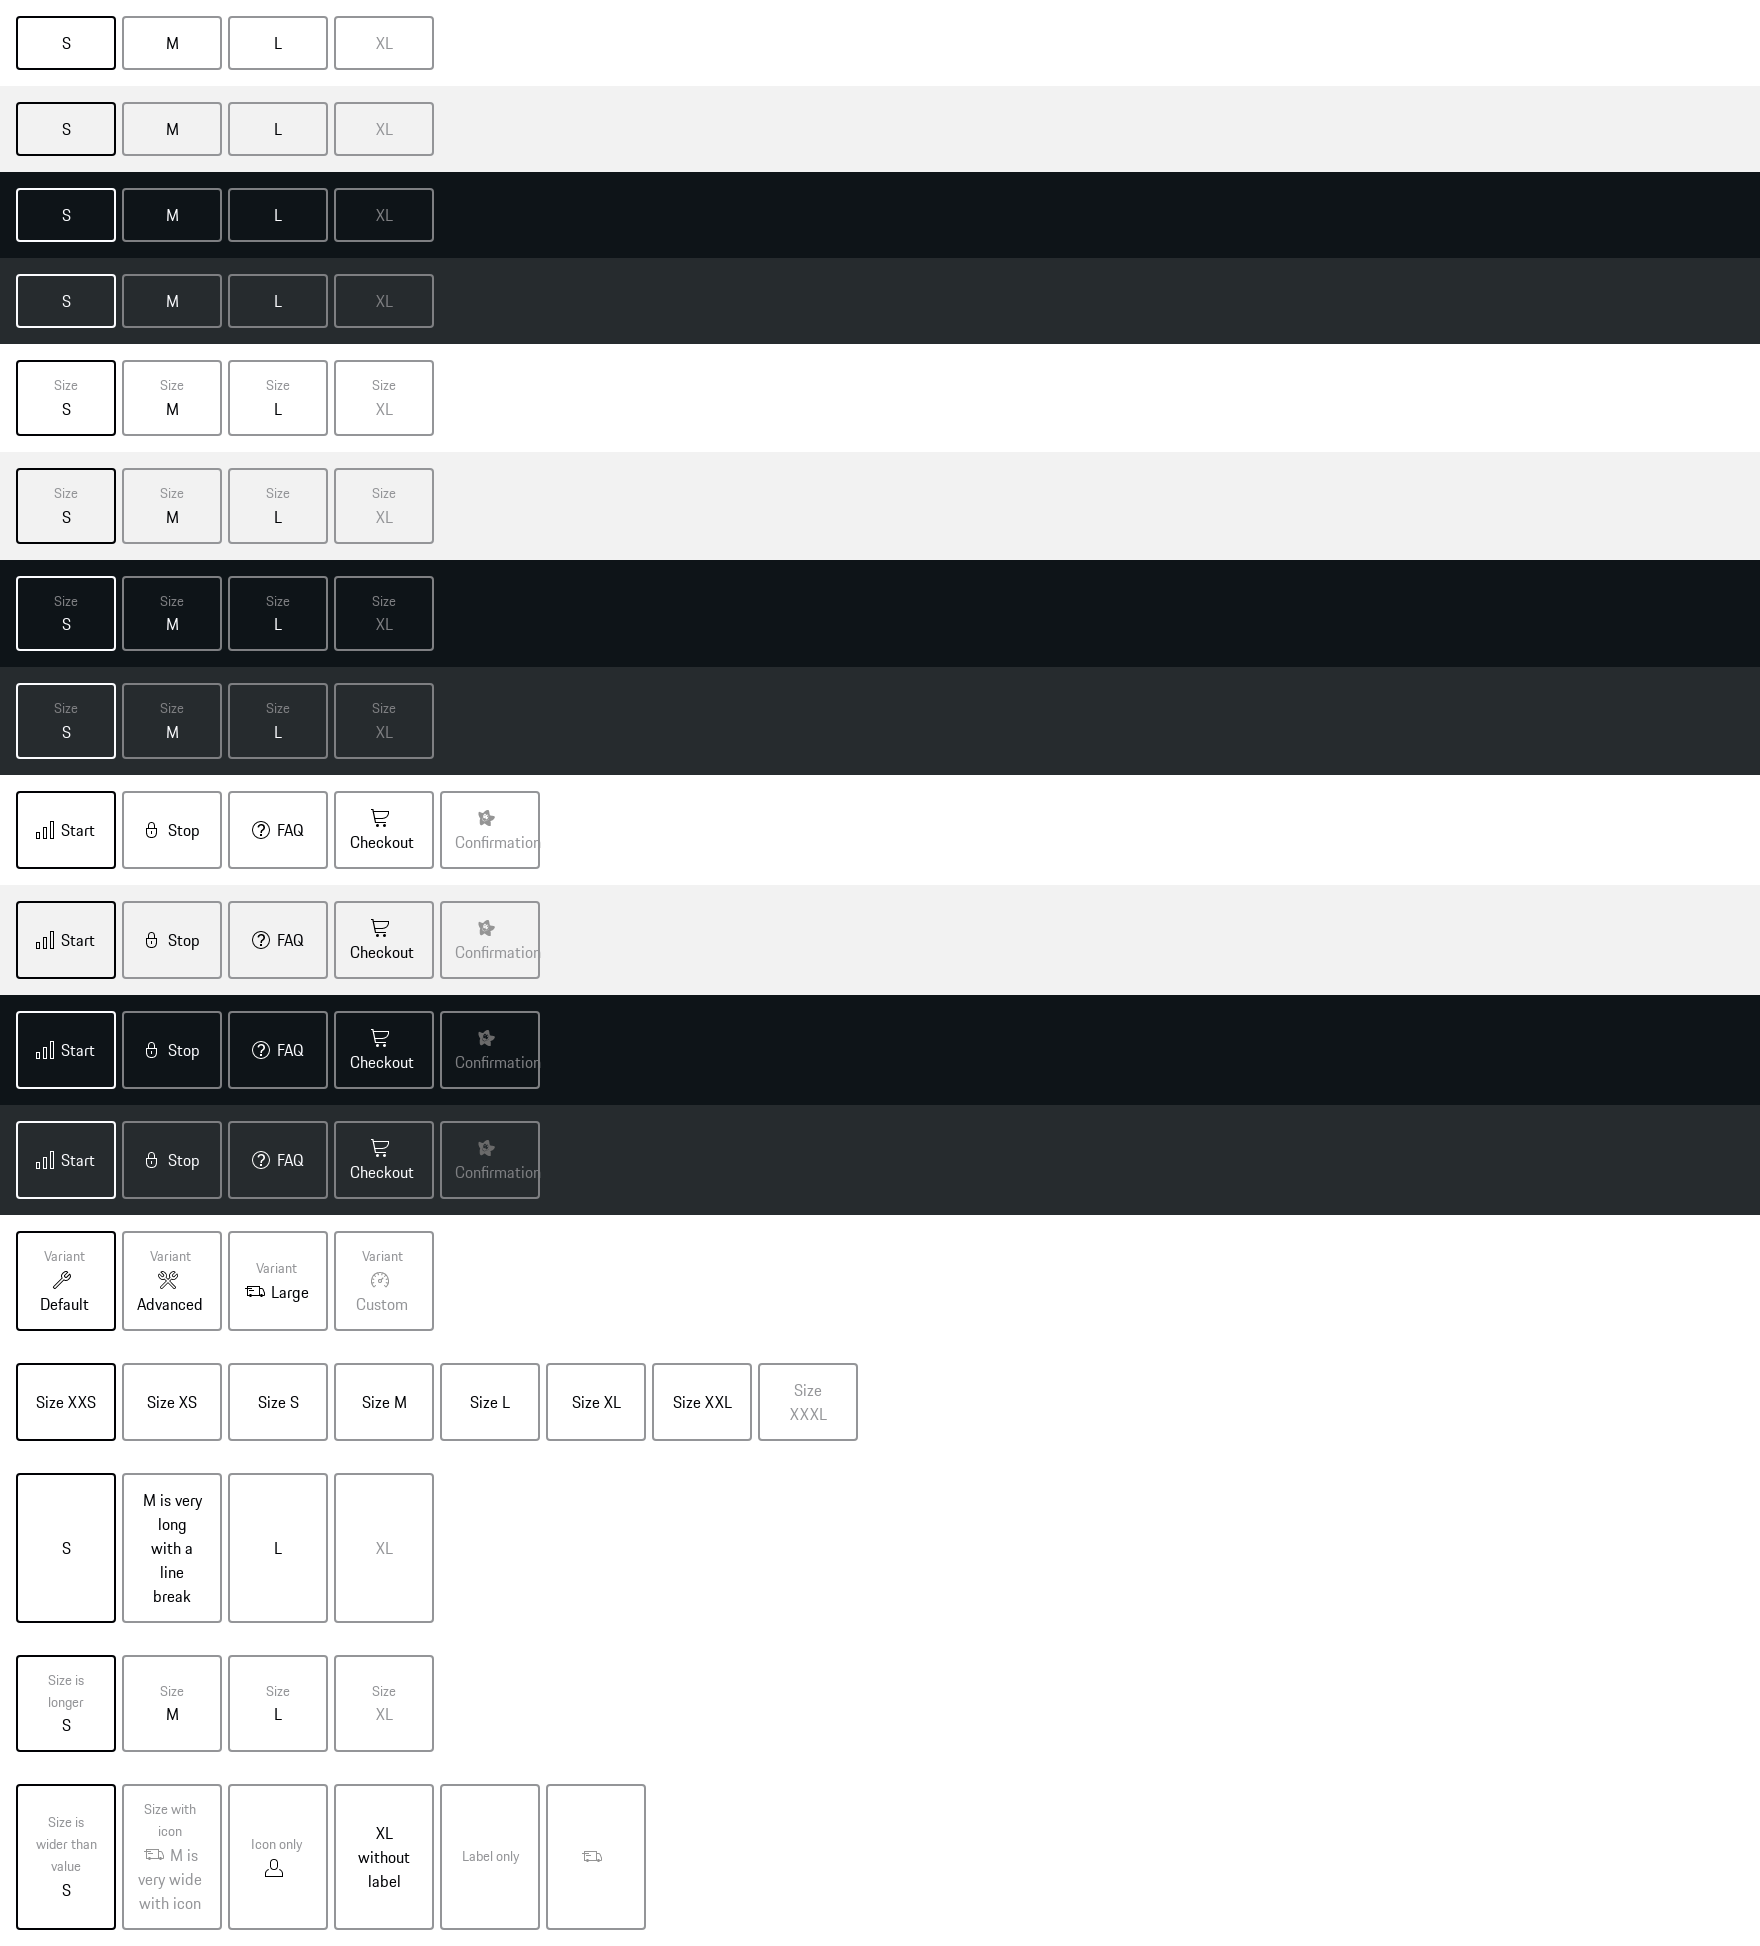 S M L XL
S M L XL
S M L XL
S M L XL
Size Size Size Size
S M L XL
Size Size Size Size
S M L XL
Size Size Size Size
S M L XL
Size Size Size Size
S M L XL
Start Stop FAQ Checkout Confirmation
Start Stop FAQ Checkout Confirmation
Start Stop FAQ Checkout Confirmation
Start Stop FAQ Checkout Confirmation
Variant
Default
Variant
Advanced
Variant
Large
Variant
Custom
Size XXS
Size XS
Size S
Size M
Size L
Size XL
Size XXL
Size
XXXL
S
M is very
long
with a
line
break
L
XL
Size is
longer
S
Size
M
Size
L
Size
XL
Size is
wider than
value
S
Size with
icon
M is
very wide
with icon
Icon only
XL
without
label
Label only